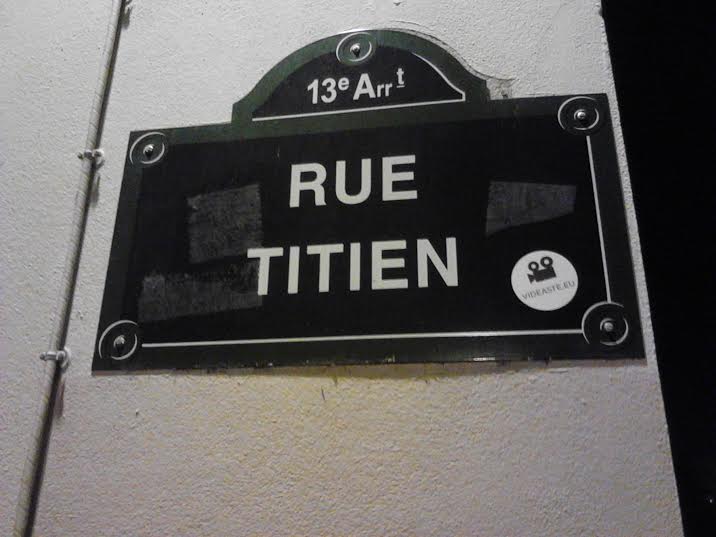 13e Arrt
RUE
TITIEN
VIDEASTE.EU